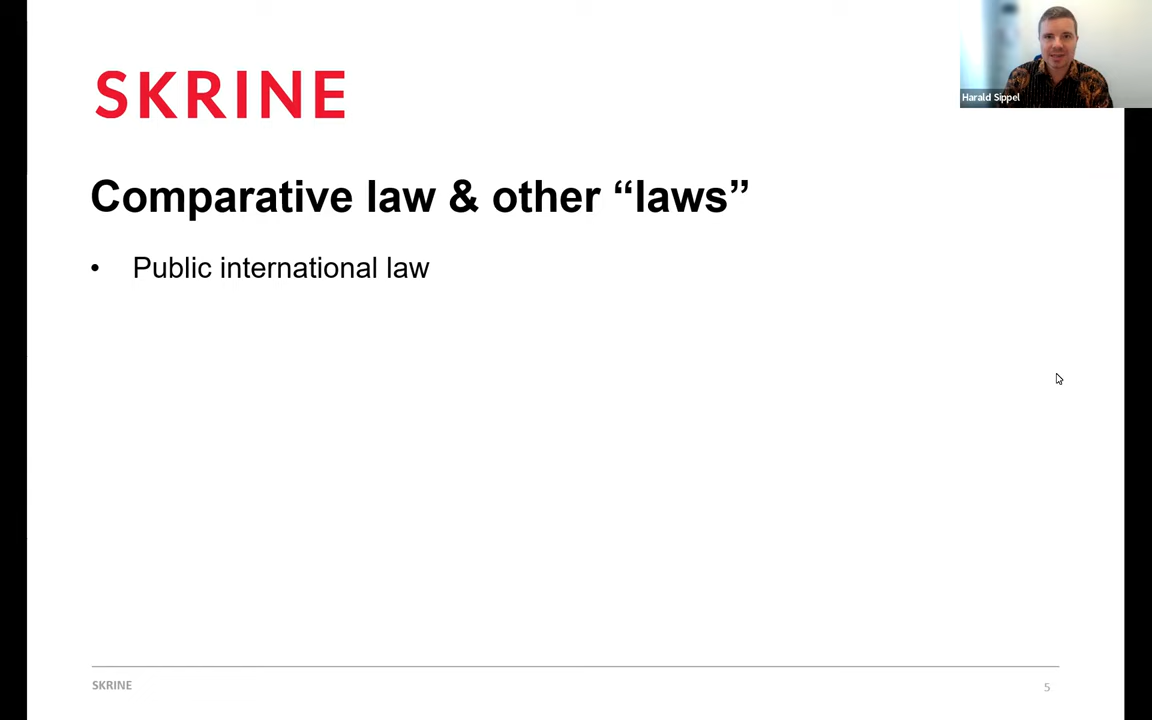 SKRINE
Harald Sippel
Comparative law & other “laws”
• Public international law
SKRINE
5